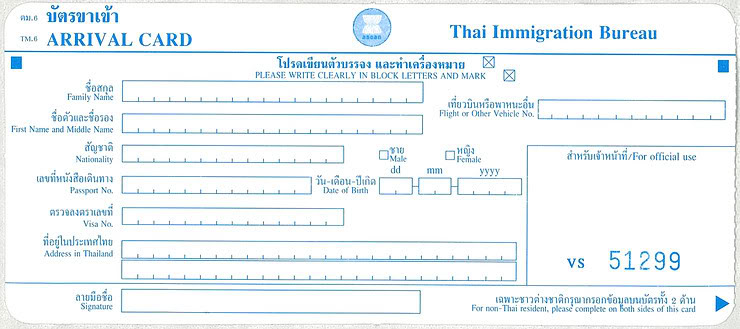 ตม.6 บัตรขาเข้า
TM.6 ARRIVAL CARD
asean
Thai Immigration Bureau
โปรดเขียนตัวบรรจง และทำเครื่องหมาย
PLEASE WRITE CLEARLY IN BLOCK LETTERS AND MARK
ชื่อสกุล
Family Name
เที่ยวบินหรือพาหนะอื่น
Flight or Other Vehicle No.
ชื่อตัวและชื่อรอง
First Name and Middle Name
สัญชาติ
Nationality
ชาย
Male
หญิง
Female
สำหรับเจ้าหน้าที่/For official use
เลขที่หนังสือเดินทาง
Passport No.
วัน-เดือน-ปีเกิด
Date of Birth
dd mm yyyy
ตรวจลงตราเลขที่
Visa No.
ที่อยู่ในประเทศไทย
Address in Thailand
VS 51299
ลายมือชื่อ
Signature
เฉพาะชาวต่างชาติกรุณากรอกข้อมูลบนบัตรทั้ง 2 ด้าน
For non-Thai resident, please complete on both sides of this card